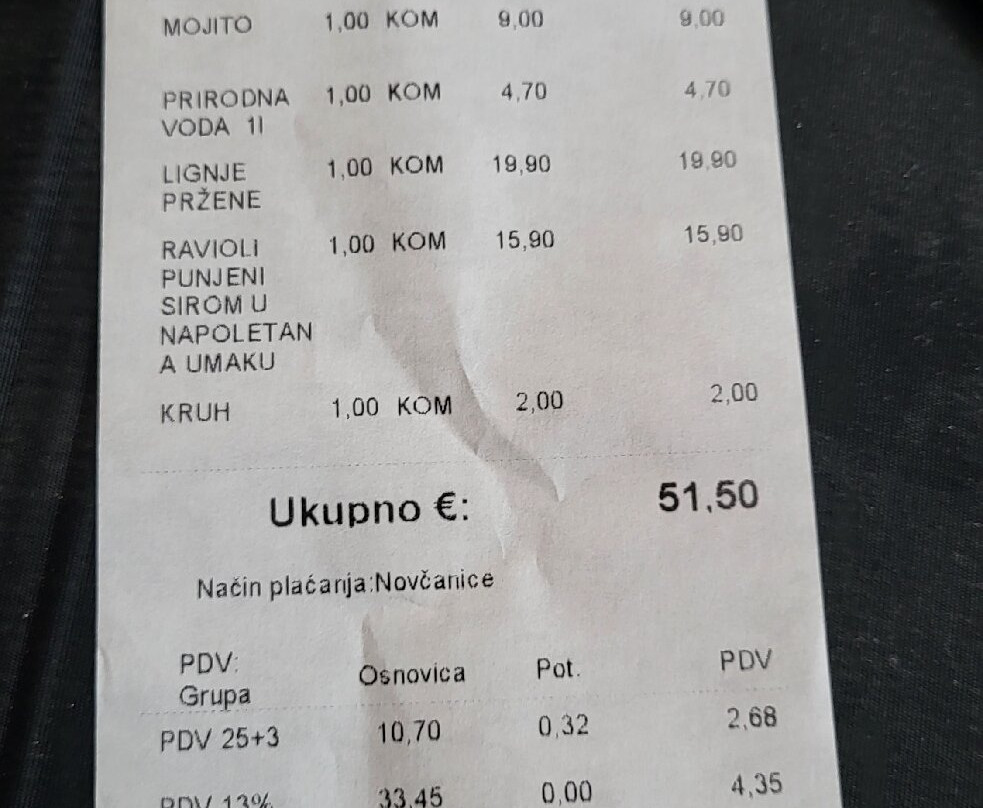 MOJITO 1,00 KOM 9,00 9,00
PRIRODNA 1,00 KOM 4,70 4,70
VODA 1l
LIGNJE 1,00 KOM 19,90 19,90
PRŽENE
RAVIOLI 1,00 KOM 15,90 15,90
PUNJENI
SIROM U
NAPOLETAN
A UMAKU
KRUH 1,00 KOM 2,00 2,00
Ukupno €: 51,50
Način plaćanja:Novčanice
PDV:
Grupa Osnovica Pot. PDV
PDV 25+3 10,70 0,32 2,68
PDV 13% 33,45 0,00 4,35